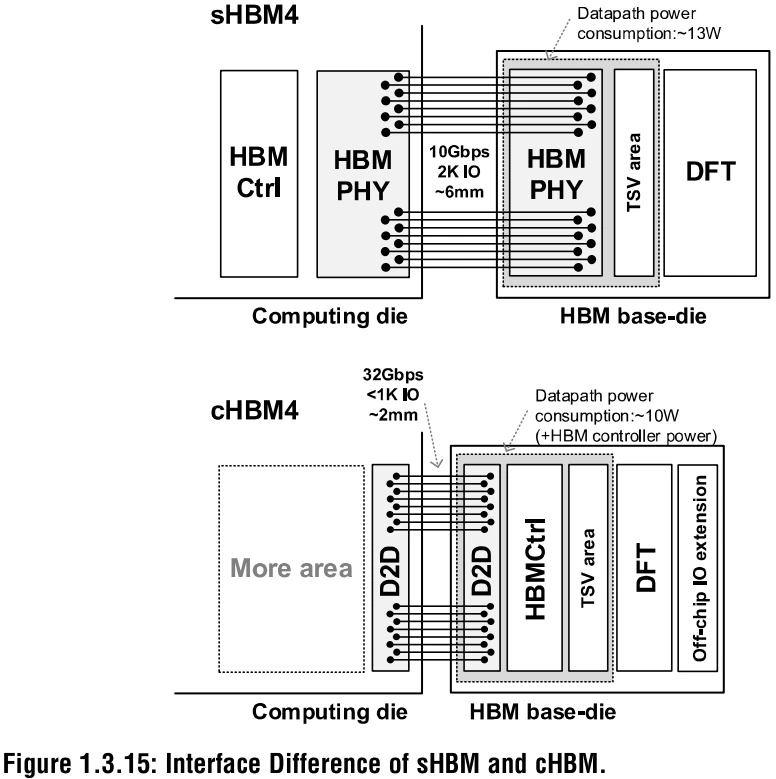 sHBM4
Datapath power
consumption:~13W
HBM
Ctrl
HBM
PHY
10Gbps
2K IO
~6mm
HBM
PHY
TSV area
DFT
Computing die
HBM base-die
cHBM4
32Gbps
<1K IO
~2mm
Datapath power
consumption:~10W
(+HBM controller power)
More area
D2D
D2D
HBMCtrl
TSV area
DFT
Off-chip IO extension
Computing die
HBM base-die
Figure 1.3.15: Interface Difference of sHBM and cHBM.